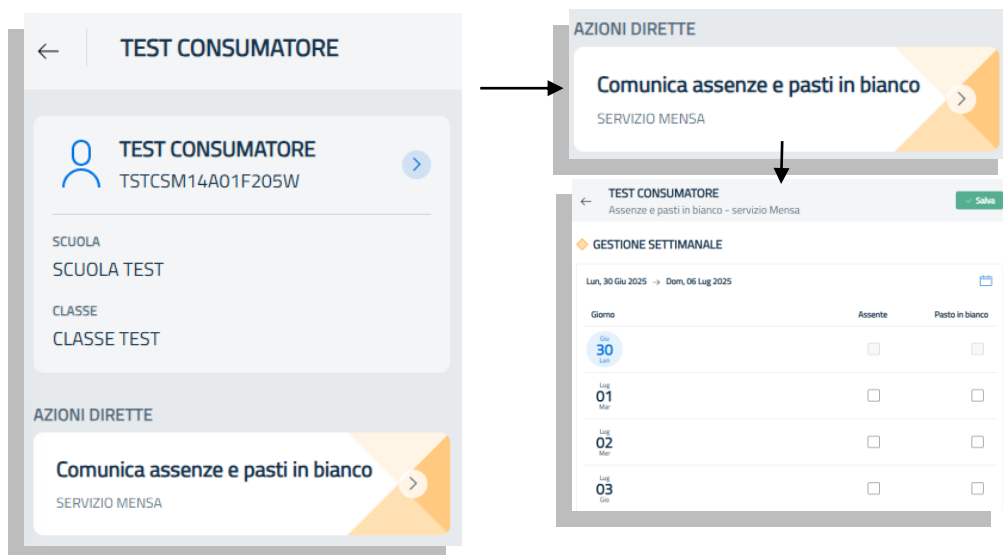 TEST CONSUMATORE
TEST CONSUMATORE
TSTCSM14A01F205W
SCUOLA
SCUOLA TEST
CLASSE
CLASSE TEST
AZIONI DIRETTE
Comunica assenze e pasti in bianco
SERVIZIO MENSA
AZIONI DIRETTE
Comunica assenze e pasti in bianco
SERVIZIO MENSA
TEST CONSUMATORE
Assenze e pasti in bianco - servizio Mensa
Salva
GESTIONE SETTIMANALE
Lun, 30 Giu 2025 → Dom, 06 Lug 2025
Giorno Assente Pasto in bianco
Giu
30
Lun
Lug
01
Mar
Lug
02
Mer
Lug
03
Gio